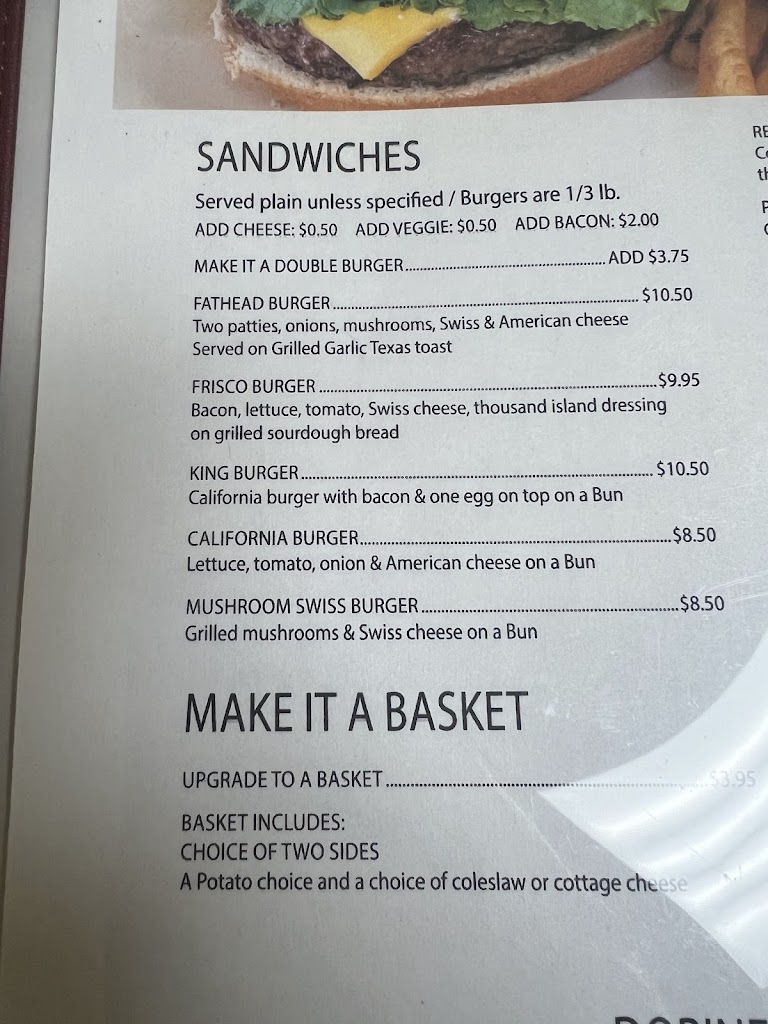 SANDWICHES
Served plain unless specified / Burgers are 1/3 lb.
ADD CHEESE: $0.50 ADD VEGGIE: $0.50 ADD BACON: $2.00
MAKE IT A DOUBLE BURGER ADD $3.75
FATHEAD BURGER $10.50
Two patties, onions, mushrooms, Swiss & American cheese
Served on Grilled Garlic Texas toast
FRISCO BURGER $9.95
Bacon, lettuce, tomato, Swiss cheese, thousand island dressing
on grilled sourdough bread
KING BURGER $10.50
California burger with bacon & one egg on top on a Bun
CALIFORNIA BURGER $8.50
Lettuce, tomato, onion & American cheese on a Bun
MUSHROOM SWISS BURGER $8.50
Grilled mushrooms & Swiss cheese on a Bun
MAKE IT A BASKET
UPGRADE TO A BASKET $3.95
BASKET INCLUDES:
CHOICE OF TWO SIDES
A Potato choice and a choice of coleslaw or cottage cheese